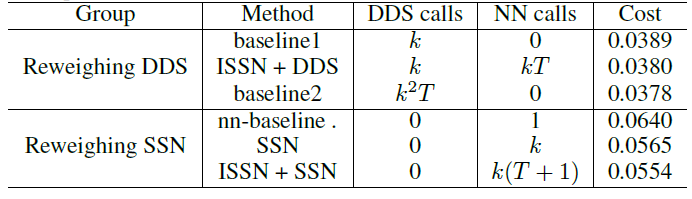 Group Method DDS calls NN calls Cost
baseline1 k 0 0.0389
Reweighing DDS ISSN + DDS k kT 0.0380
baseline2 k²T 0 0.0378
nn-baseline . 0 1 0.0640
Reweighing SSN SSN 0 k 0.0565
ISSN + SSN 0 k(T + 1) 0.0554